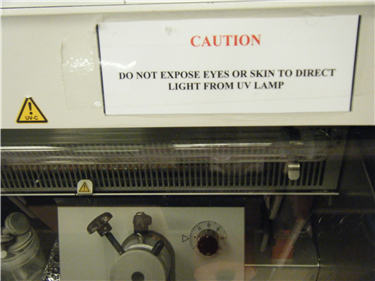 CAUTION
DO NOT EXPOSE EYES OR SKIN TO DIRECT
LIGHT FROM UV LAMP
UV-C